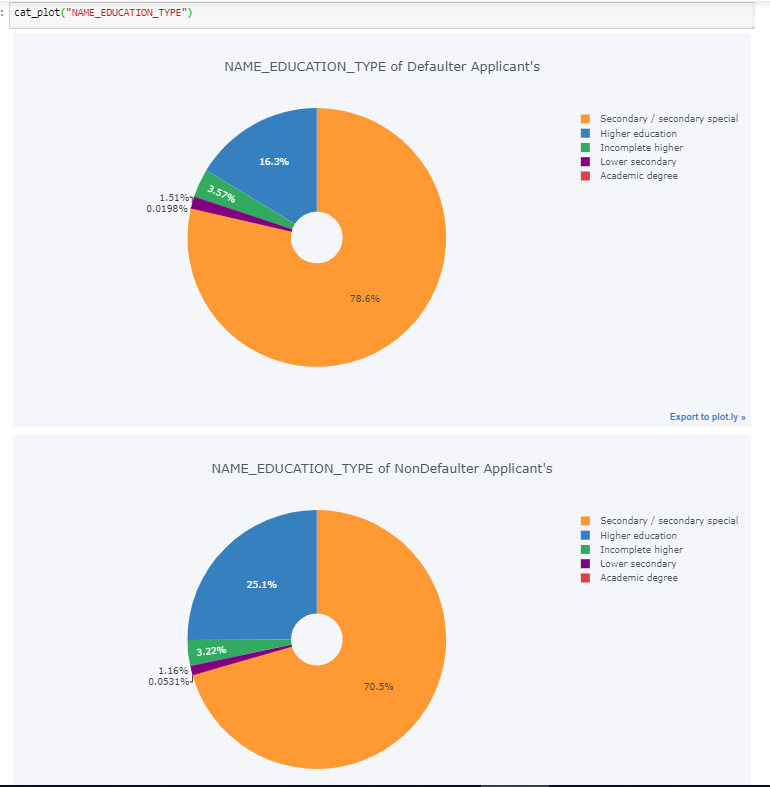 : cat_plot("NAME_EDUCATION_TYPE")
NAME_EDUCATION_TYPE of Defaulter Applicant's
Secondary / secondary special
Higher education
Incomplete higher
Lower secondary
Academic degree
16.3%
3.57%
1.51%
0.0198%
78.6%
Export to plot.ly »
NAME_EDUCATION_TYPE of NonDefaulter Applicant's
Secondary / secondary special
Higher education
Incomplete higher
Lower secondary
Academic degree
25.1%
3.22%
1.16%
0.0531%
70.5%